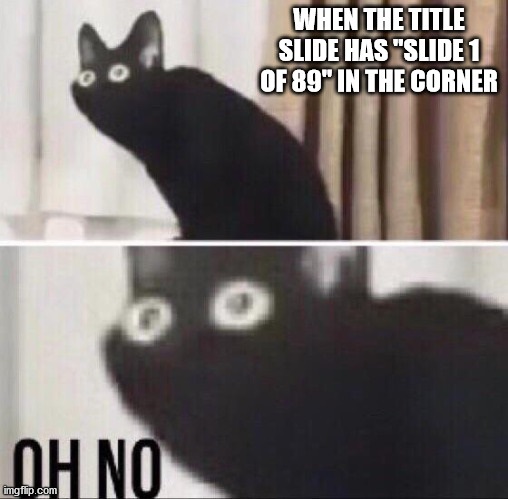 WHEN THE TITLE
SLIDE HAS "SLIDE 1
OF 89" IN THE CORNER
OH NO
imgflip.com